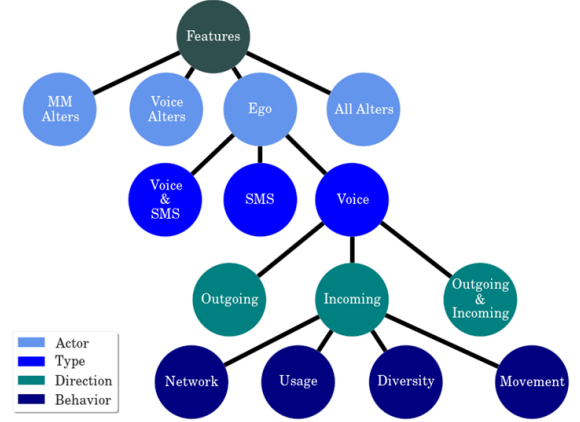 Features
MM
Alters
Voice
Alters
Ego
All Alters
Voice
&
SMS
SMS
Voice
Outgoing
Incoming
Outgoing
&
Incoming
Network
Usage
Diversity
Movement
Actor
Type
Direction
Behavior